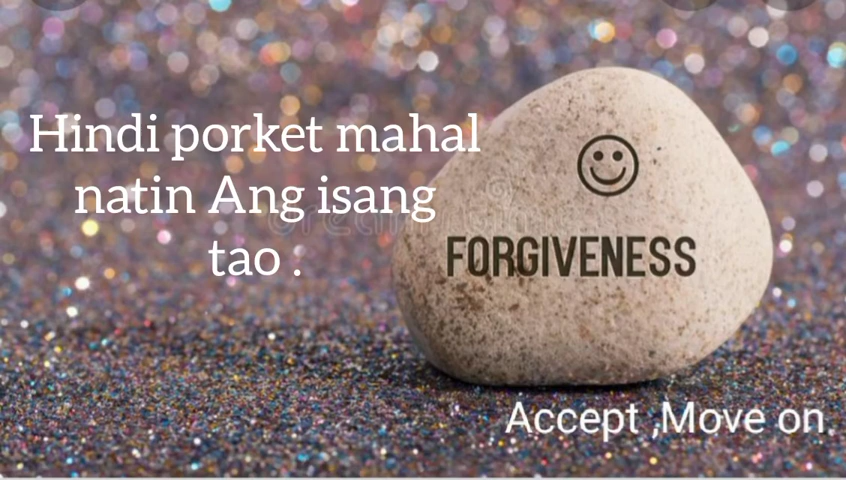 Hindi porket mahal
natin Ang isang
tao .
FORGIVENESS
Accept ,Move on.